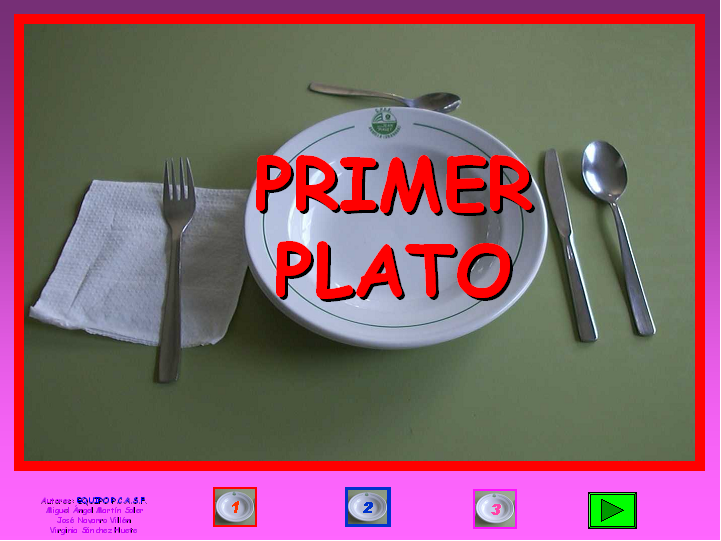 PRIMER
PLATO
Autores: EQUIPO P.C.A.S.P.
Miguel Ángel Martín Soler
José Navarro Villén
Virginia Sánchez Huete
1
2
3